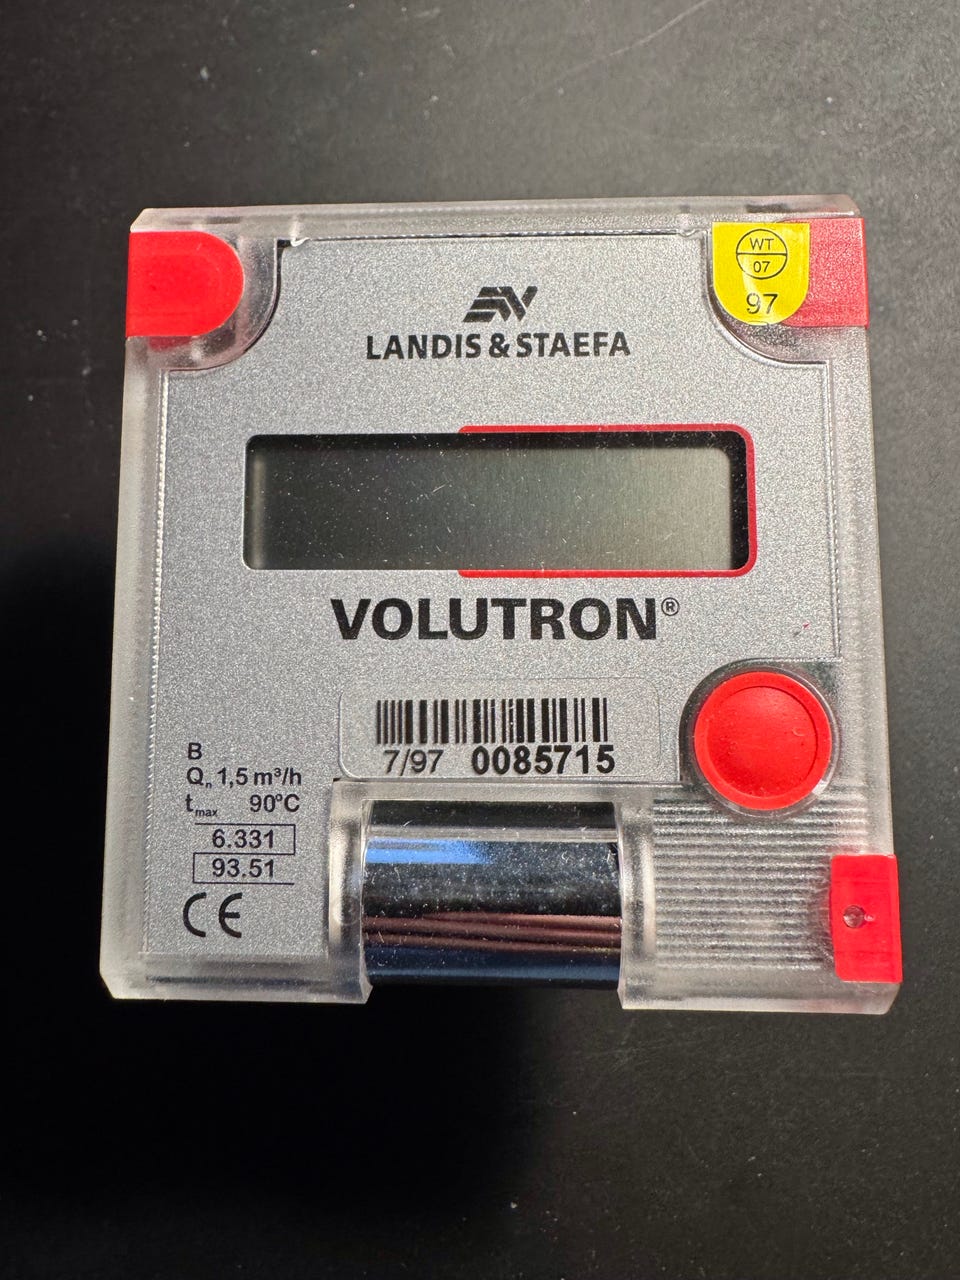 WT
07
97
LANDIS & STAEFA
VOLUTRON®
7/97 0085715
B
Qn 1,5 m³/h
tmax 90°C
6.331
93.51
CE